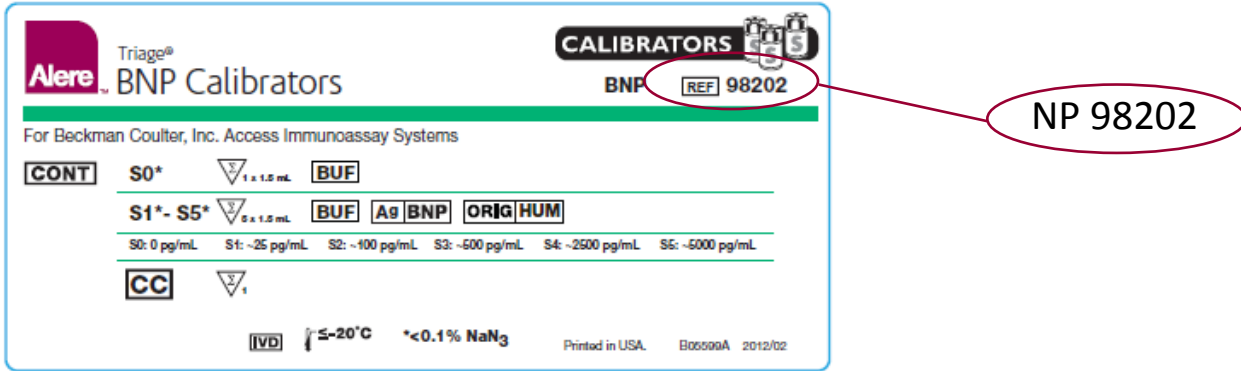 Alere™
Triage®
BNP Calibrators
CALIBRATORS
S S S
BNP REF 98202
NP 98202
For Beckman Coulter, Inc. Access Immunoassay Systems
CONT S0* Σ 1 x 1.5 mL BUF
S1*- S5* Σ 5 x 1.5 mL BUF Ag BNP ORIG HUM
S0: 0 pg/mL S1: ~25 pg/mL S2: ~100 pg/mL S3: ~500 pg/mL S4: ~2500 pg/mL S5: ~5000 pg/mL
CC Σ 1
IVD ≤-20°C *<0.1% NaN3 Printed in USA. B05599A 2012/02